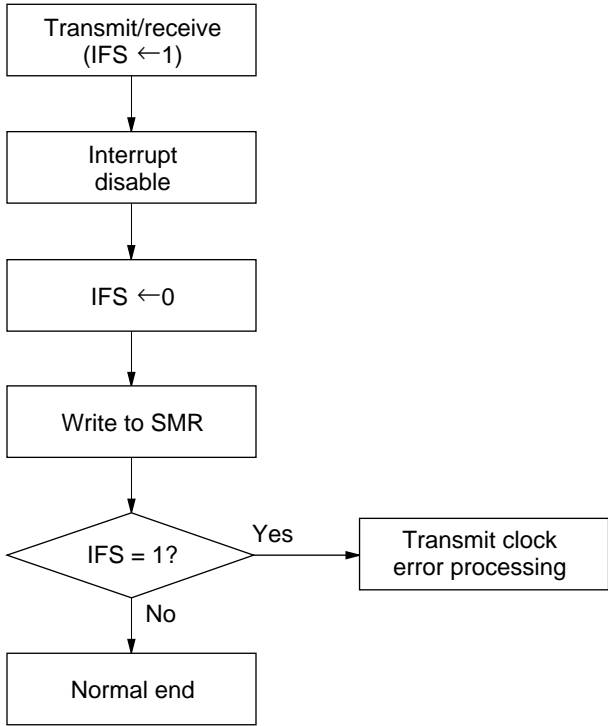 Transmit/receive
(IFS ←1)
Interrupt
disable
IFS ←0
Write to SMR
IFS = 1?
Yes
Transmit clock
error processing
No
Normal end